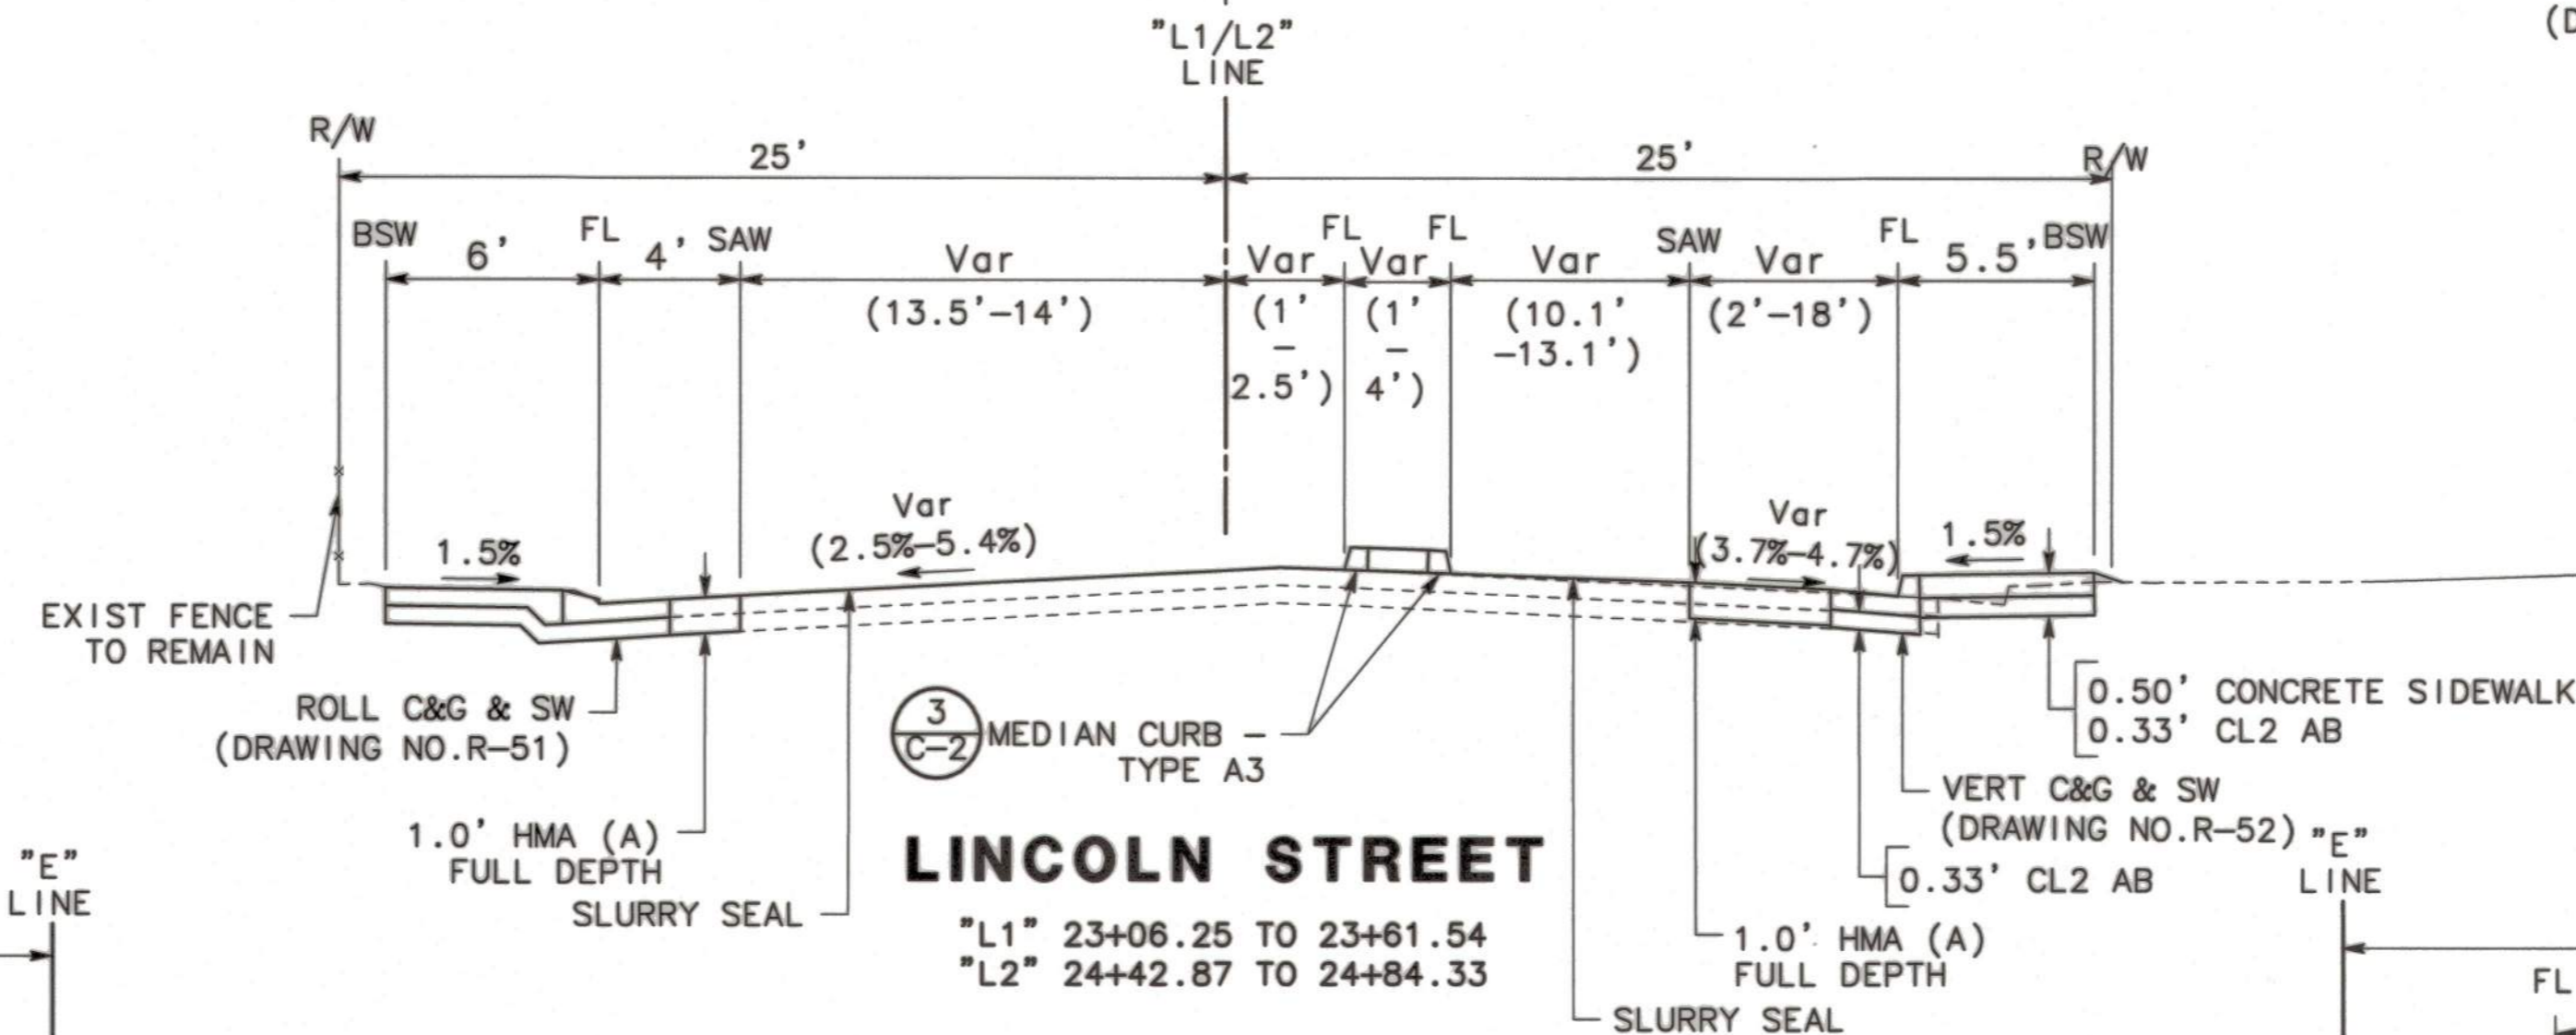 (D
"L1/L2"
LINE
R/W
25'
25'
R/W
BSW
6'
FL
4'
SAW
Var
(13.5'-14')
Var
(1'
-
2.5')
FL
Var
(1'
-
4')
FL
Var
(10.1'
-13.1')
SAW
Var
(2'-18')
FL
5.5'
BSW
1.5%
Var
(2.5%-5.4%)
Var
(3.7%-4.7%)
1.5%
EXIST FENCE
TO REMAIN
ROLL C&G & SW
(DRAWING NO.R-51)
1.0' HMA (A)
FULL DEPTH
SLURRY SEAL
3
C-2
MEDIAN CURB -
TYPE A3
0.50' CONCRETE SIDEWALK
0.33' CL2 AB
VERT C&G & SW
(DRAWING NO.R-52)
0.33' CL2 AB
1.0' HMA (A)
FULL DEPTH
SLURRY SEAL
LINCOLN STREET
"L1" 23+06.25 TO 23+61.54
"L2" 24+42.87 TO 24+84.33
"E"
LINE
"E"
LINE
FL